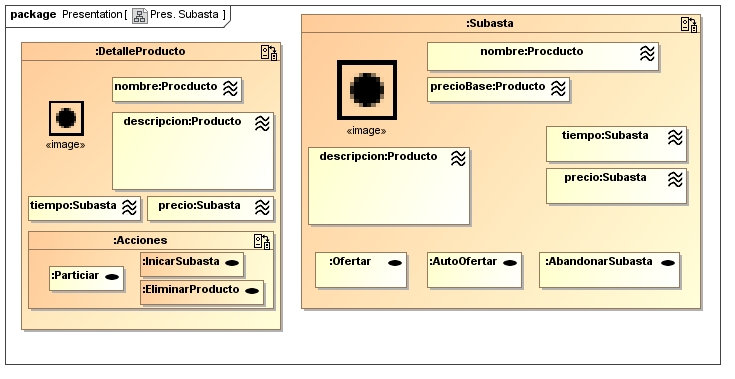 package Presentation[ Pres. Subasta ]
:DetalleProducto
nombre:Procducto
«image»
descripcion:Producto
tiempo:Subasta
precio:Subasta
:Acciones
:Particiar
:InicarSubasta
:EliminarProducto
:Subasta
nombre:Procducto
precioBase:Producto
«image»
tiempo:Subasta
descripcion:Producto
precio:Subasta
:Ofertar
:AutoOfertar
:AbandonarSubasta